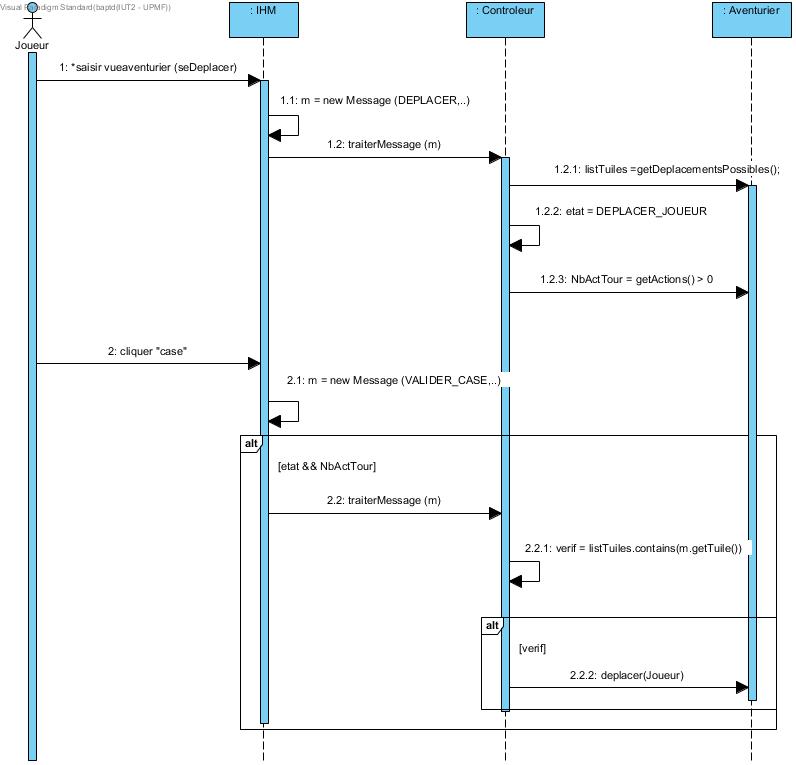 Visual Paradigm Standard(baptd(IUT2 - UPMF))
: IHM
: Controleur
: Aventurier
Joueur
1: *saisir vueaventurier (seDeplacer)
1.1: m = new Message (DEPLACER,..)
1.2: traiterMessage (m)
1.2.1: listTuiles =getDeplacementsPossibles();
1.2.2: etat = DEPLACER_JOUEUR
1.2.3: NbActTour = getActions() > 0
2: cliquer "case"
2.1: m = new Message (VALIDER_CASE,..)
alt
[etat && NbActTour]
2.2: traiterMessage (m)
2.2.1: verif = listTuiles.contains(m.getTuile())
alt
[verif]
2.2.2: deplacer(Joueur)